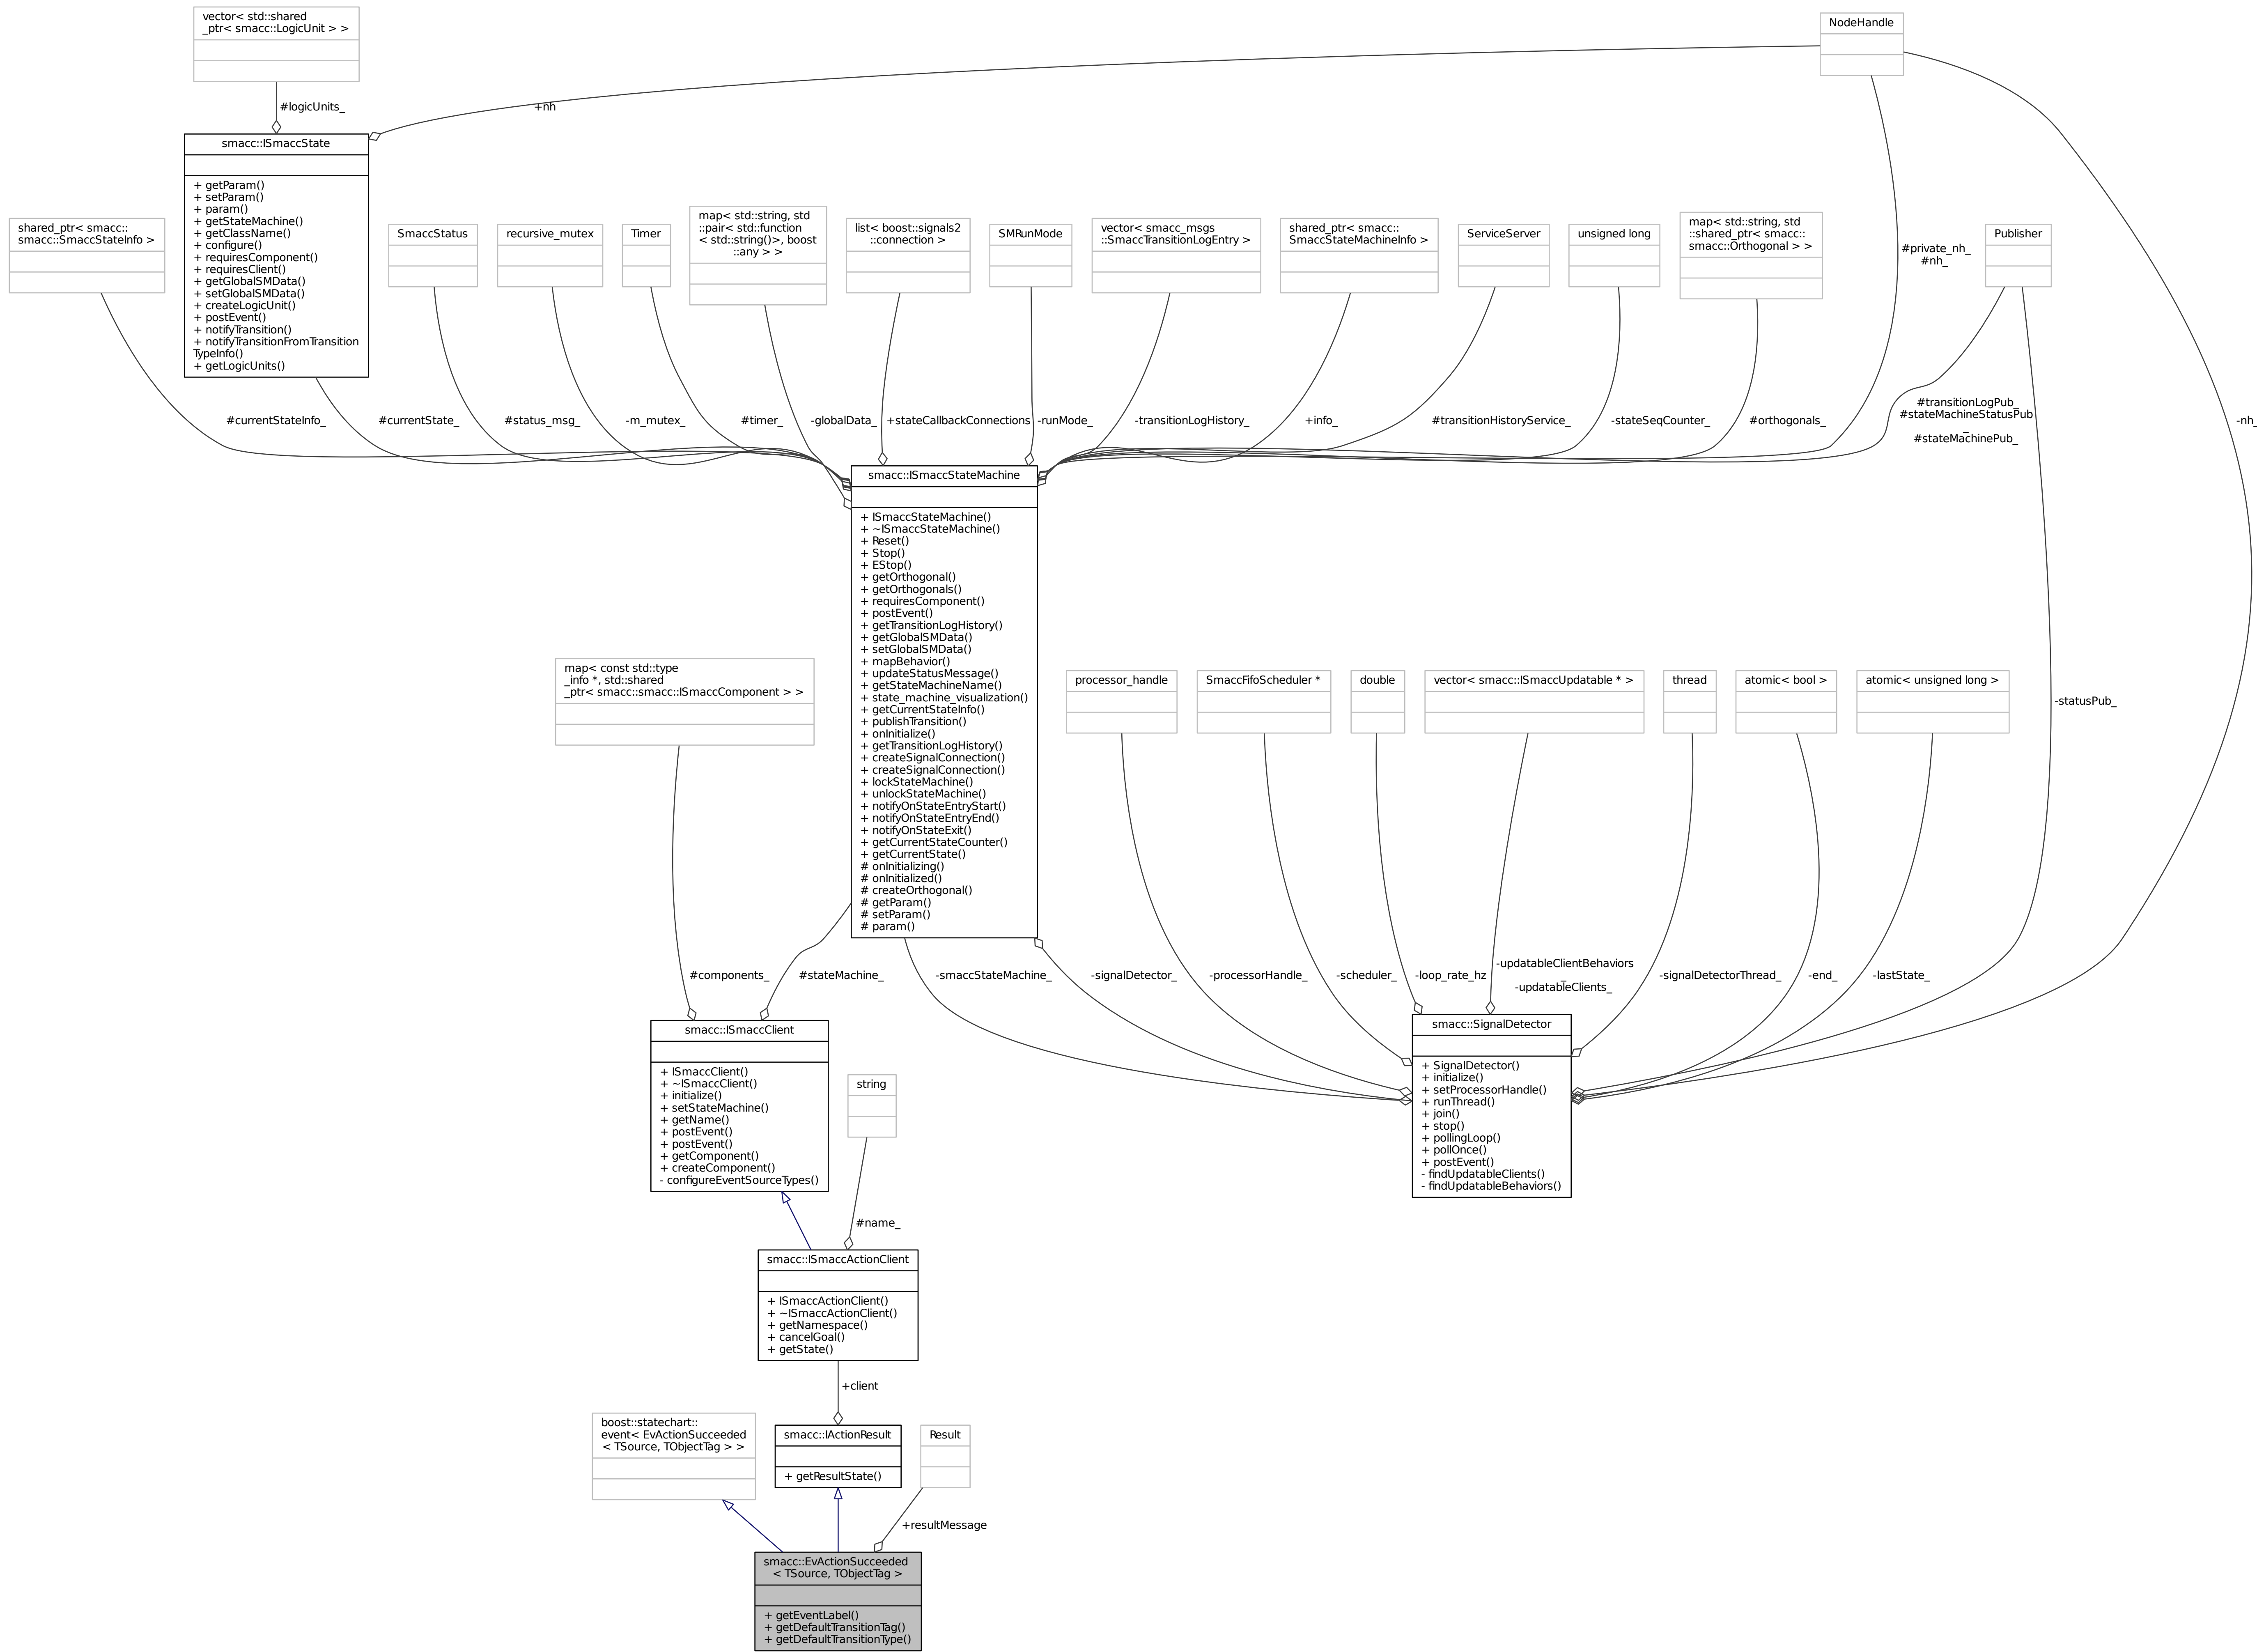 vector< std::shared
_ptr< smacc::LogicUnit > >
NodeHandle
#logicUnits_
+nh
smacc::ISmaccState
+ getParam()
+ setParam()
+ param()
+ getStateMachine()
+ getClassName()
+ configure()
+ requiresComponent()
+ requiresClient()
+ getGlobalSMData()
+ setGlobalSMData()
+ createLogicUnit()
+ postEvent()
+ notifyTransition()
+ notifyTransitionFromTransition
TypeInfo()
+ getLogicUnits()
shared_ptr< smacc::
smacc::SmaccStateInfo >
SmaccStatus
recursive_mutex
Timer
map< std::string, std
::pair< std::function
< std::string()>, boost
::any > >
list< boost::signals2
::connection >
SMRunMode
vector< smacc_msgs
::SmaccTransitionLogEntry >
shared_ptr< smacc::
SmaccStateMachineInfo >
ServiceServer
unsigned long
map< std::string, std
::shared_ptr< smacc::
smacc::Orthogonal > >
#private_nh_
#nh_
Publisher
#currentStateInfo_
#currentState_
#status_msg_
-m_mutex_
#timer_
-globalData_
+stateCallbackConnections
-runMode_
-transitionLogHistory_
+info_
#transitionHistoryService_
-stateSeqCounter_
#orthogonals_
#transitionLogPub_
#stateMachineStatusPub
_
#stateMachinePub_
-nh_
smacc::ISmaccStateMachine
+ ISmaccStateMachine()
+ ~ISmaccStateMachine()
+ Reset()
+ Stop()
+ EStop()
+ getOrthogonal()
+ getOrthogonals()
+ requiresComponent()
+ postEvent()
+ getTransitionLogHistory()
+ getGlobalSMData()
+ setGlobalSMData()
+ mapBehavior()
+ updateStatusMessage()
+ getStateMachineName()
+ state_machine_visualization()
+ getCurrentStateInfo()
+ publishTransition()
+ onInitialize()
+ getTransitionLogHistory()
+ createSignalConnection()
+ createSignalConnection()
+ lockStateMachine()
+ unlockStateMachine()
+ notifyOnStateEntryStart()
+ notifyOnStateEntryEnd()
+ notifyOnStateExit()
+ getCurrentStateCounter()
+ getCurrentState()
# onInitializing()
# onInitialized()
# createOrthogonal()
# getParam()
# setParam()
# param()
map< const std::type
_info *, std::shared
_ptr< smacc::smacc::ISmaccComponent > >
processor_handle
SmaccFifoScheduler *
double
vector< smacc::ISmaccUpdatable * >
thread
atomic< bool >
atomic< unsigned long >
-statusPub_
#components_
#stateMachine_
-smaccStateMachine_
-signalDetector_
-processorHandle_
-scheduler_
-loop_rate_hz
-updatableClientBehaviors
_
-updatableClients_
-signalDetectorThread_
-end_
-lastState_
smacc::ISmaccClient
+ ISmaccClient()
+ ~ISmaccClient()
+ initialize()
+ setStateMachine()
+ getName()
+ postEvent()
+ postEvent()
+ getComponent()
+ createComponent()
- configureEventSourceTypes()
string
smacc::SignalDetector
+ SignalDetector()
+ initialize()
+ setProcessorHandle()
+ runThread()
+ join()
+ stop()
+ pollingLoop()
+ pollOnce()
+ postEvent()
- findUpdatableClients()
- findUpdatableBehaviors()
#name_
smacc::ISmaccActionClient
+ ISmaccActionClient()
+ ~ISmaccActionClient()
+ getNamespace()
+ cancelGoal()
+ getState()
+client
boost::statechart::
event< EvActionSucceeded
< TSource, TObjectTag > >
smacc::IActionResult
+ getResultState()
Result
+resultMessage
smacc::EvActionSucceeded
< TSource, TObjectTag >
+ getEventLabel()
+ getDefaultTransitionTag()
+ getDefaultTransitionType()